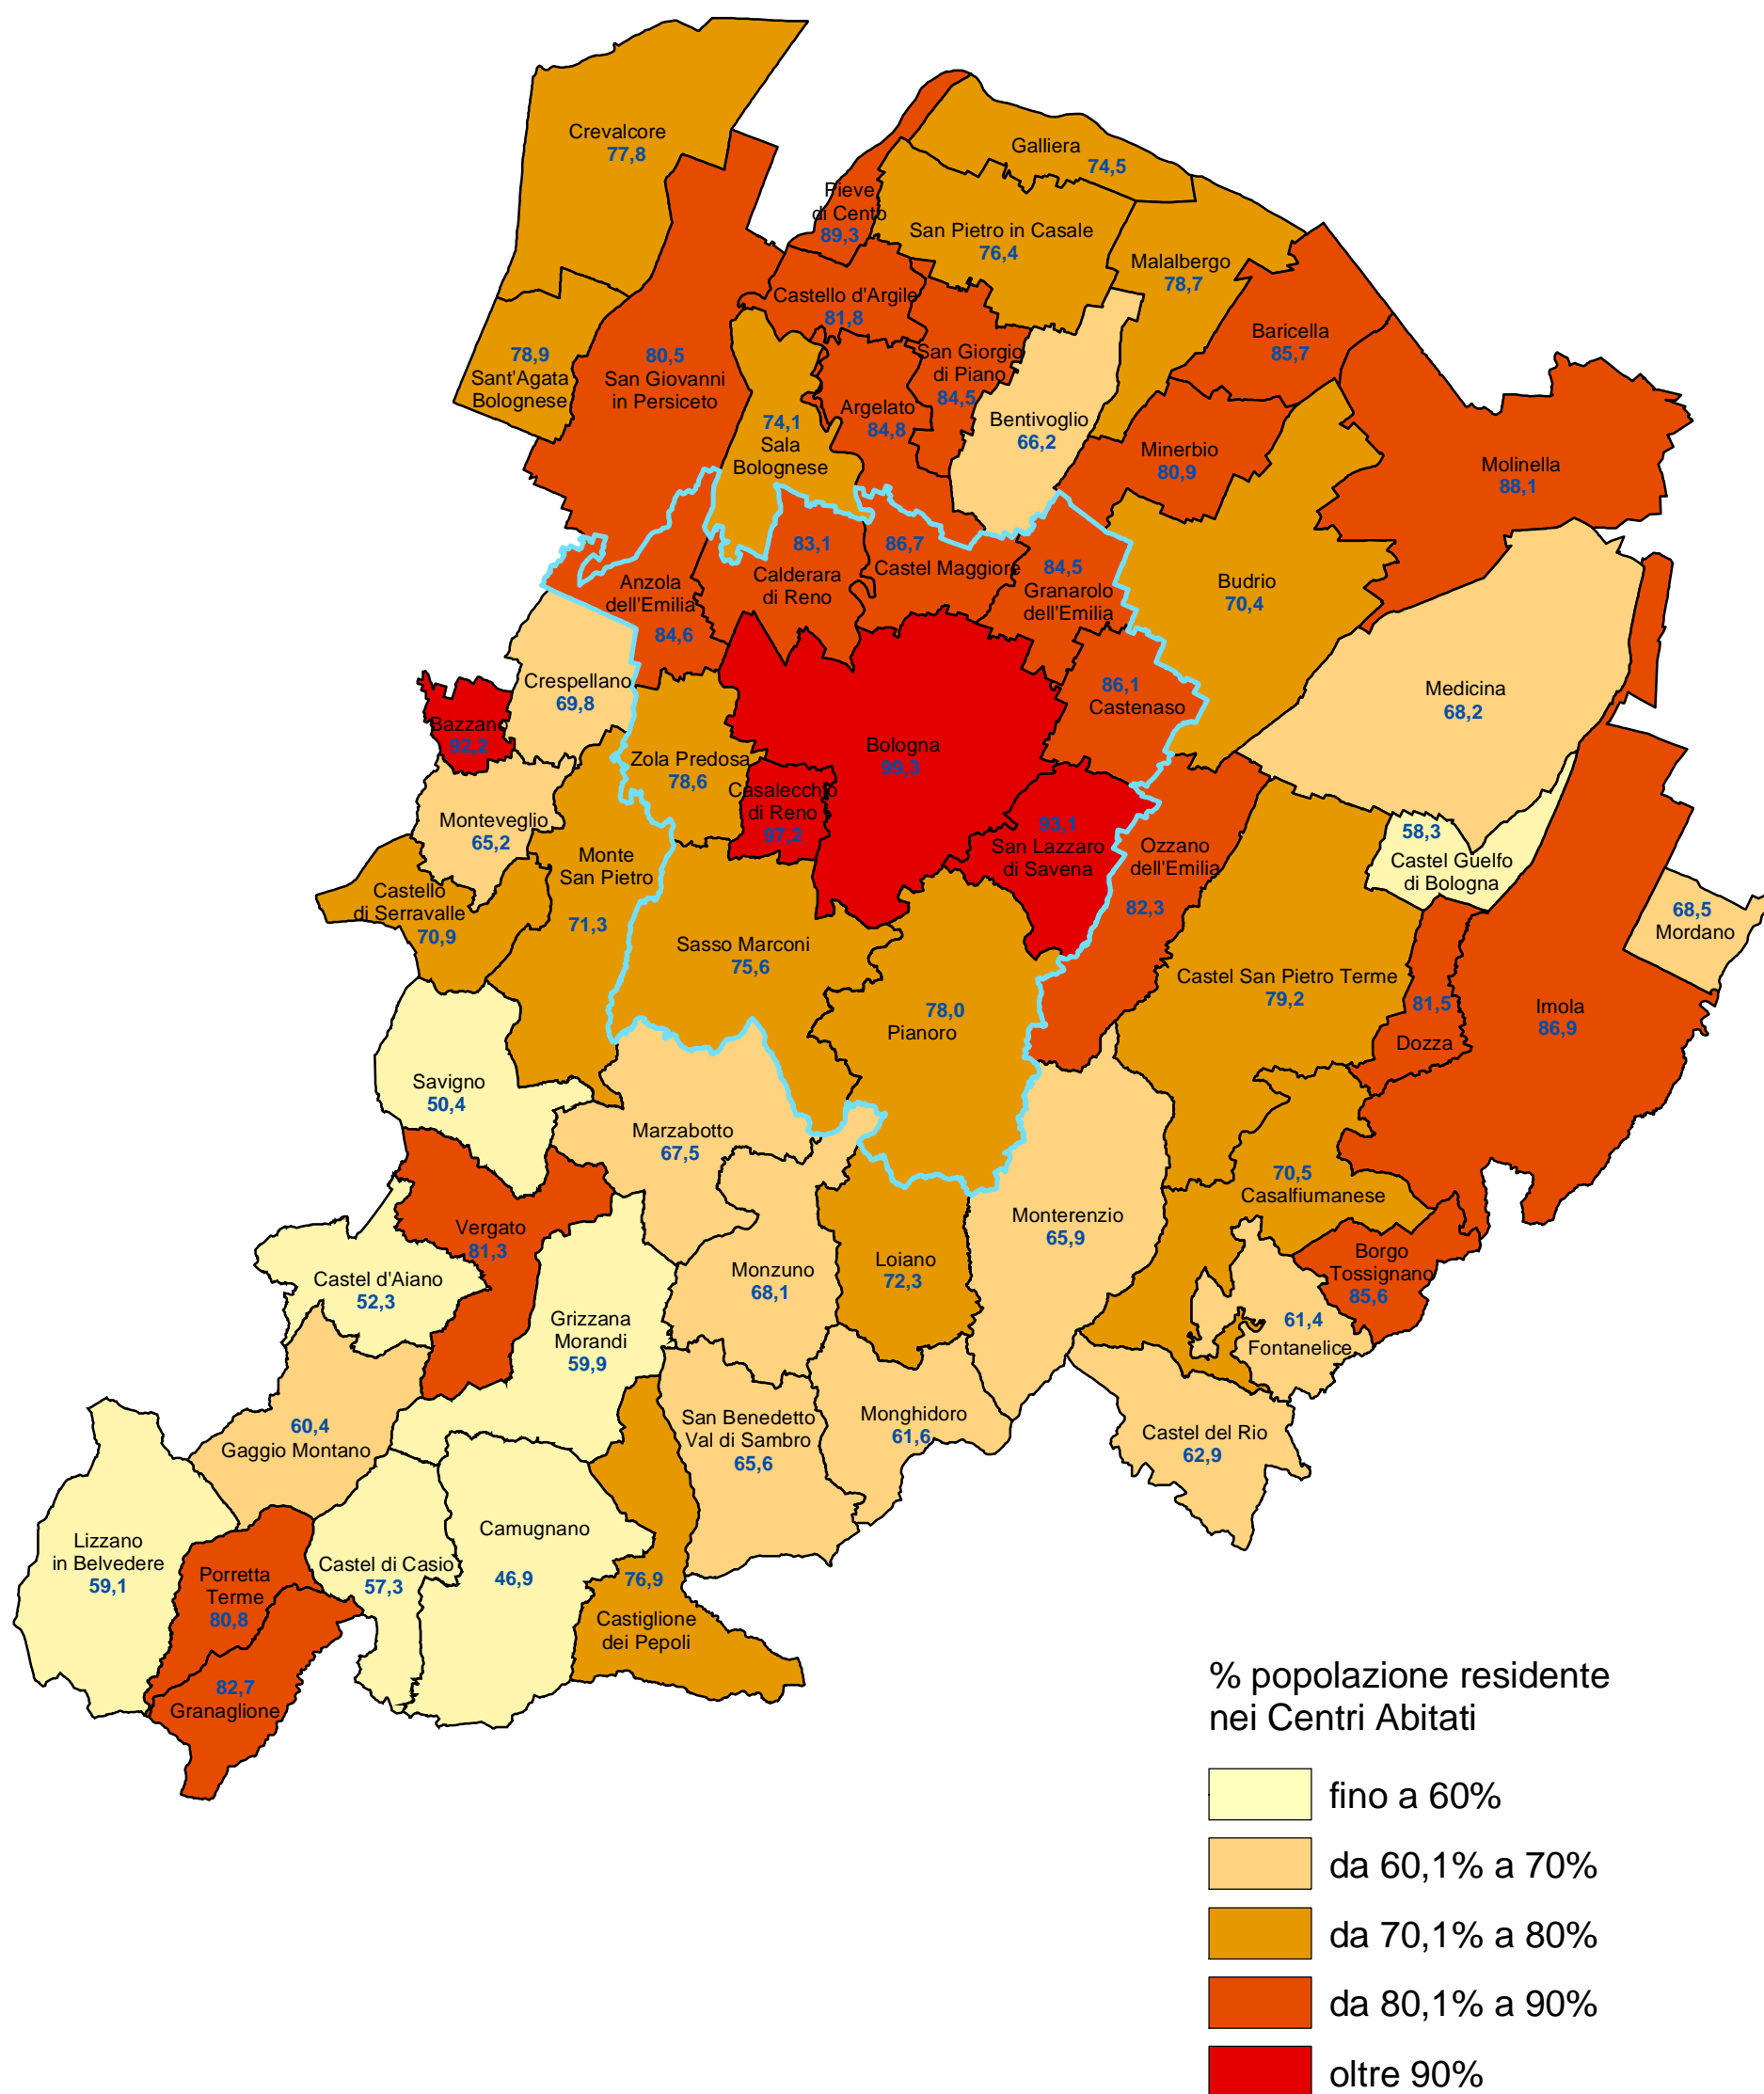 Crevalcore
77,8
Galliera
74,5
Pieve
di Cento
89,3
San Pietro in Casale
76,4
Malalbergo
78,7
Castello d'Argile
81,8
Baricella
85,7
78,9
Sant'Agata
Bolognese
80,5
San Giovanni
in Persiceto
San Giorgio
di Piano
84,5
Argelato
84,8
74,1
Sala
Bolognese
Bentivoglio
66,2
Minerbio
80,9
Molinella
88,1
83,1
Calderara
di Reno
86,7
Castel Maggiore
84,5
Granarolo
dell'Emilia
Anzola
dell'Emilia
84,6
Budrio
70,4
Crespellano
69,8
86,1
Castenaso
Medicina
68,2
Bazzano
92,2
Bologna
99,3
Zola Predosa
78,6
Casalecchio
di Reno
97,2
Monteveglio
65,2
93,1
San Lazzaro
di Savena
Ozzano
dell'Emilia
82,3
58,3
Castel Guelfo
di Bologna
Monte
San Pietro
71,3
Castello
di Serravalle
70,9
68,5
Mordano
Sasso Marconi
75,6
Castel San Pietro Terme
79,2
78,0
Pianoro
81,5
Dozza
Imola
86,9
Savigno
50,4
Marzabotto
67,5
70,5
Casalfiumanese
Vergato
81,3
Monterenzio
65,9
Castel d'Aiano
52,3
Monzuno
68,1
Loiano
72,3
Borgo
Tossignano
85,6
Grizzana
Morandi
59,9
61,4
Fontanelice
60,4
Gaggio Montano
San Benedetto
Val di Sambro
65,6
Monghidoro
61,6
Castel del Rio
62,9
Lizzano
in Belvedere
59,1
Porretta
Terme
80,8
Castel di Casio
57,3
Camugnano
46,9
76,9
Castiglione
dei Pepoli
82,7
Granaglione
% popolazione residente
nei Centri Abitati
fino a 60%
da 60,1% a 70%
da 70,1% a 80%
da 80,1% a 90%
oltre 90%